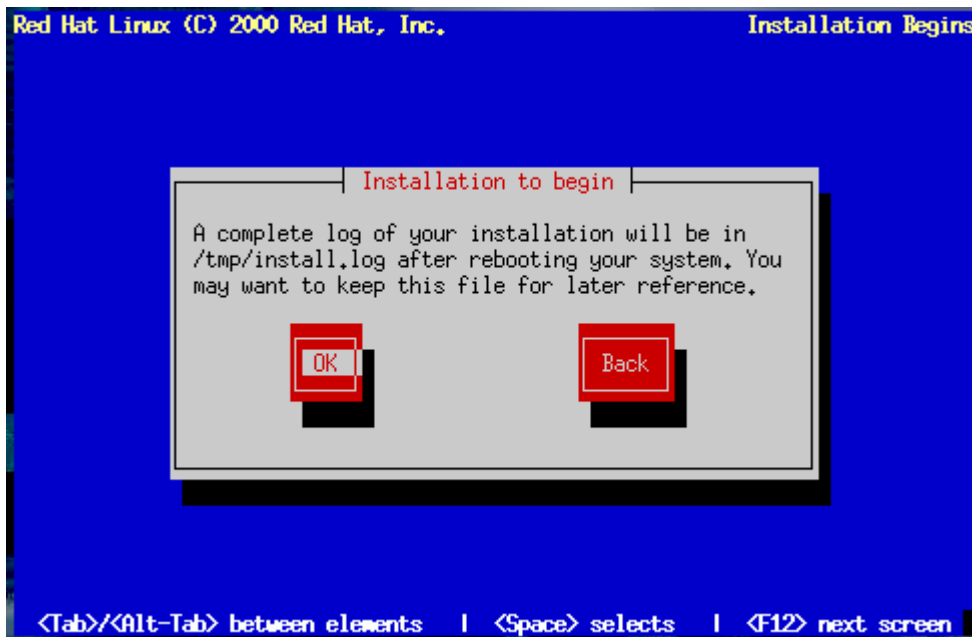 Red Hat Linux (C) 2000 Red Hat, Inc. Installation Begins
Installation to begin
A complete log of your installation will be in
/tmp/install.log after rebooting your system. You
may want to keep this file for later reference.
OK Back
<Tab>/<Alt-Tab> between elements | <Space> selects | <F12> next screen